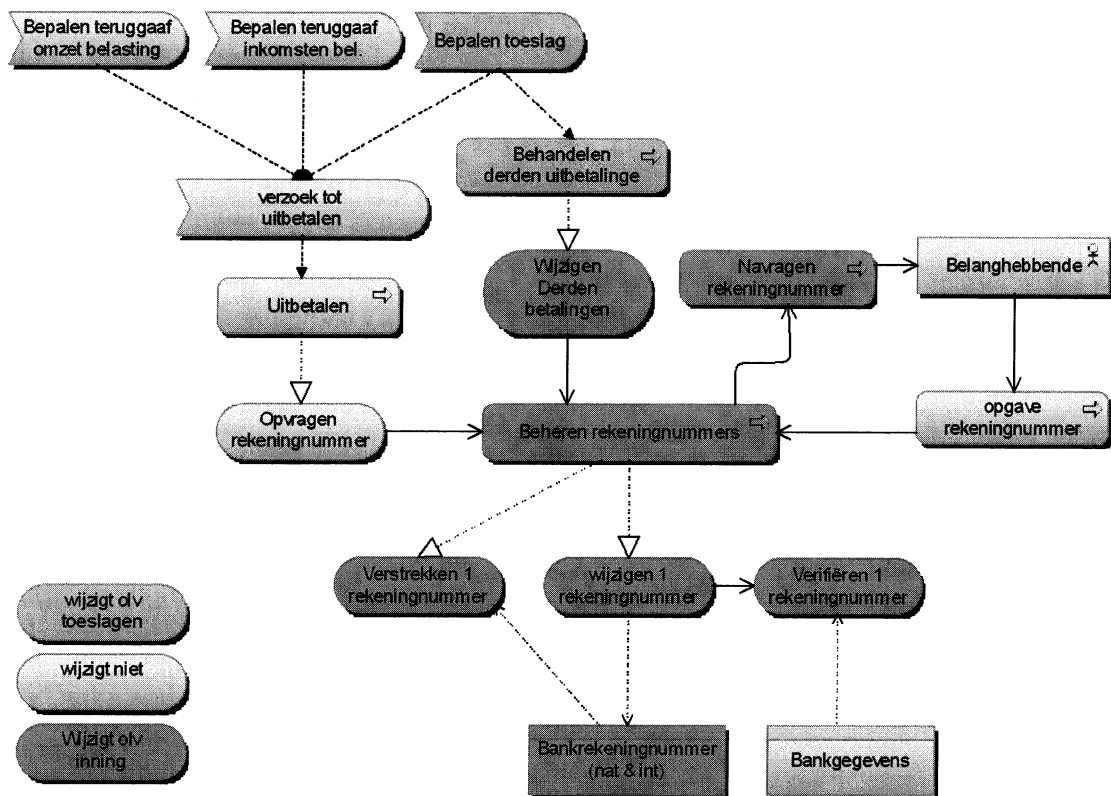 Bepalen teruggaaf
omzet belasting
Bepalen teruggaaf
inkomsten bel.
Bepalen toeslag
Behandelen
derden uitbetalinge
verzoek tot
uitbetalen
Wijzigen
Derden
betalingen
Navragen
rekeningnummer
Belanghebbende
Uitbetalen
Opvragen
rekeningnummer
Beheren rekeningnummers
opgave
rekeningnummer
Verstrekken 1
rekeningnummer
wijzigen 1
rekeningnummer
Verifiëren 1
rekeningnummer
wijzigt olv
toeslagen
wijzigt niet
Wijzigt olv
inning
Bankrekeningnummer
(nat & int)
Bankgegevens